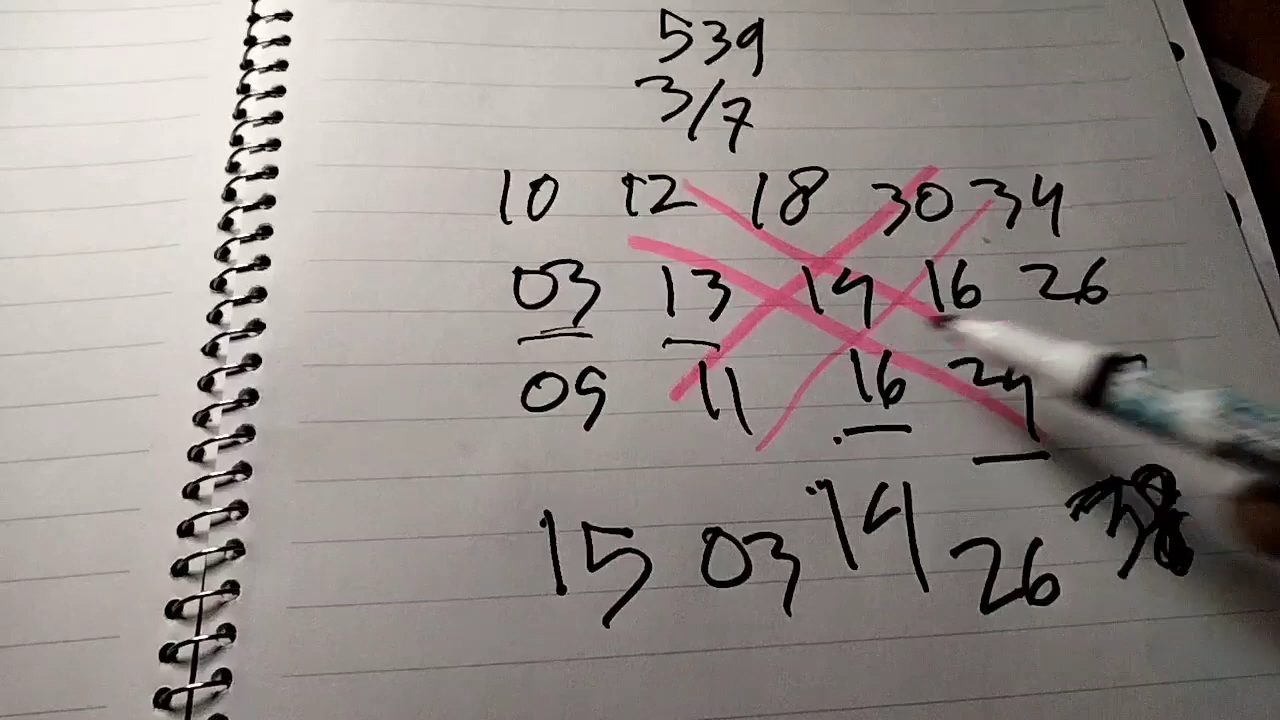 539
3/7
10 12 18 30 34
03 13 14 16 26
09 11 16 24
15 03 14 26